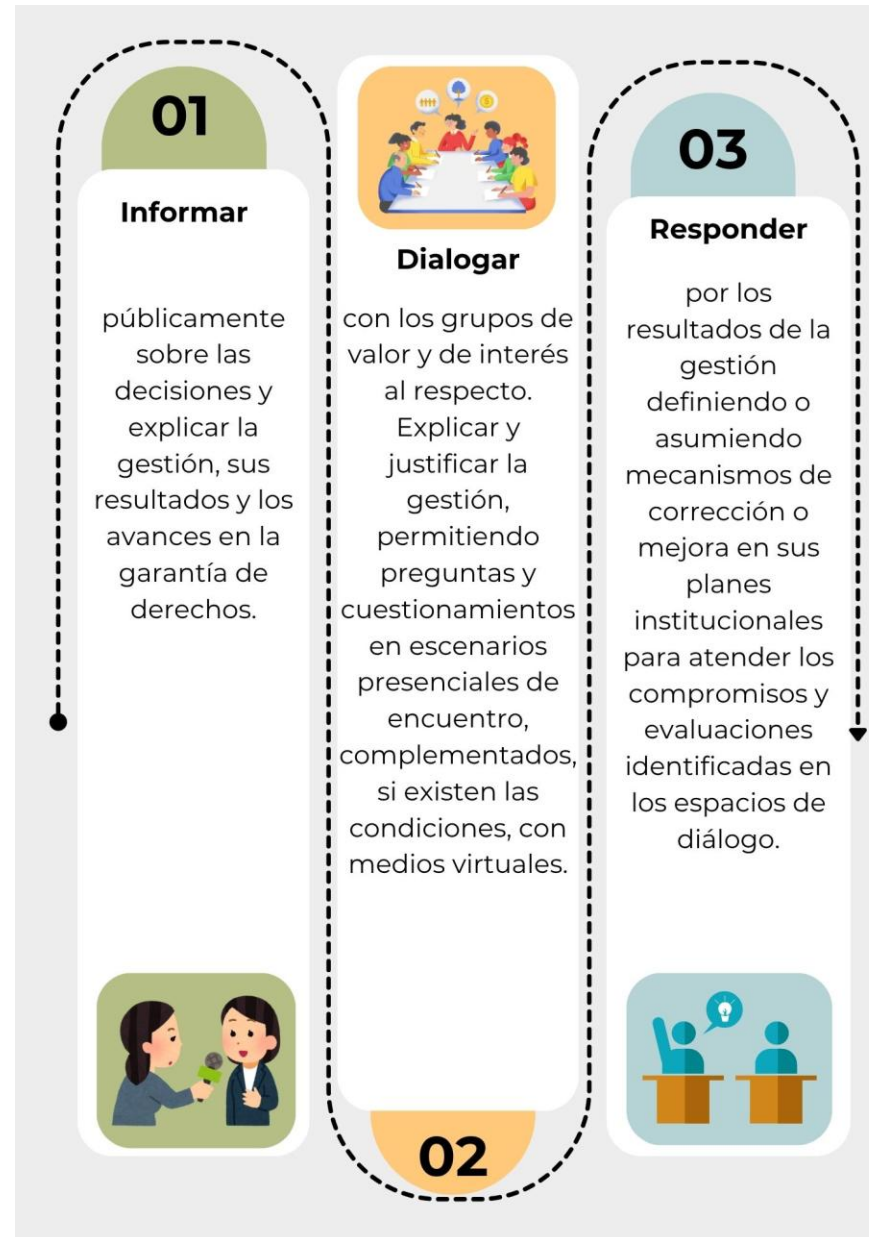 01
Informar
públicamente
sobre las
decisiones y
explicar la
gestión, sus
resultados y los
avances en la
garantía de
derechos.
Dialogar
con los grupos de
valor y de interés
al respecto.
Explicar y
justificar la
gestión,
permitiendo
preguntas y
cuestionamientos
en escenarios
presenciales de
encuentro,
complementados,
si existen las
condiciones, con
medios virtuales.
02
03
Responder
por los
resultados de la
gestión
definiendo o
asumiendo
mecanismos de
corrección o
mejora en sus
planes
institucionales
para atender los
compromisos y
evaluaciones
identificadas en
los espacios de
diálogo.